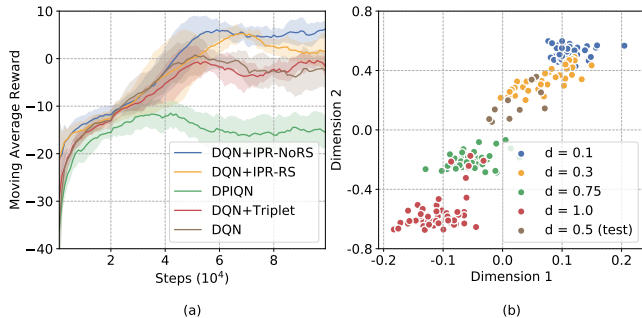 (a)
Moving Average Reward
10
0
−10
−20
−30
−40
2
4
6
8
Steps (10⁴)
DQN+IPR-NoRS
DQN+IPR-RS
DPIQN
DQN+Triplet
DQN
(b)
Dimension 2
0.8
0.4
0.0
-0.4
-0.8
-0.2
-0.1
0.0
0.1
0.2
Dimension 1
d = 0.1
d = 0.3
d = 0.75
d = 1.0
d = 0.5 (test)